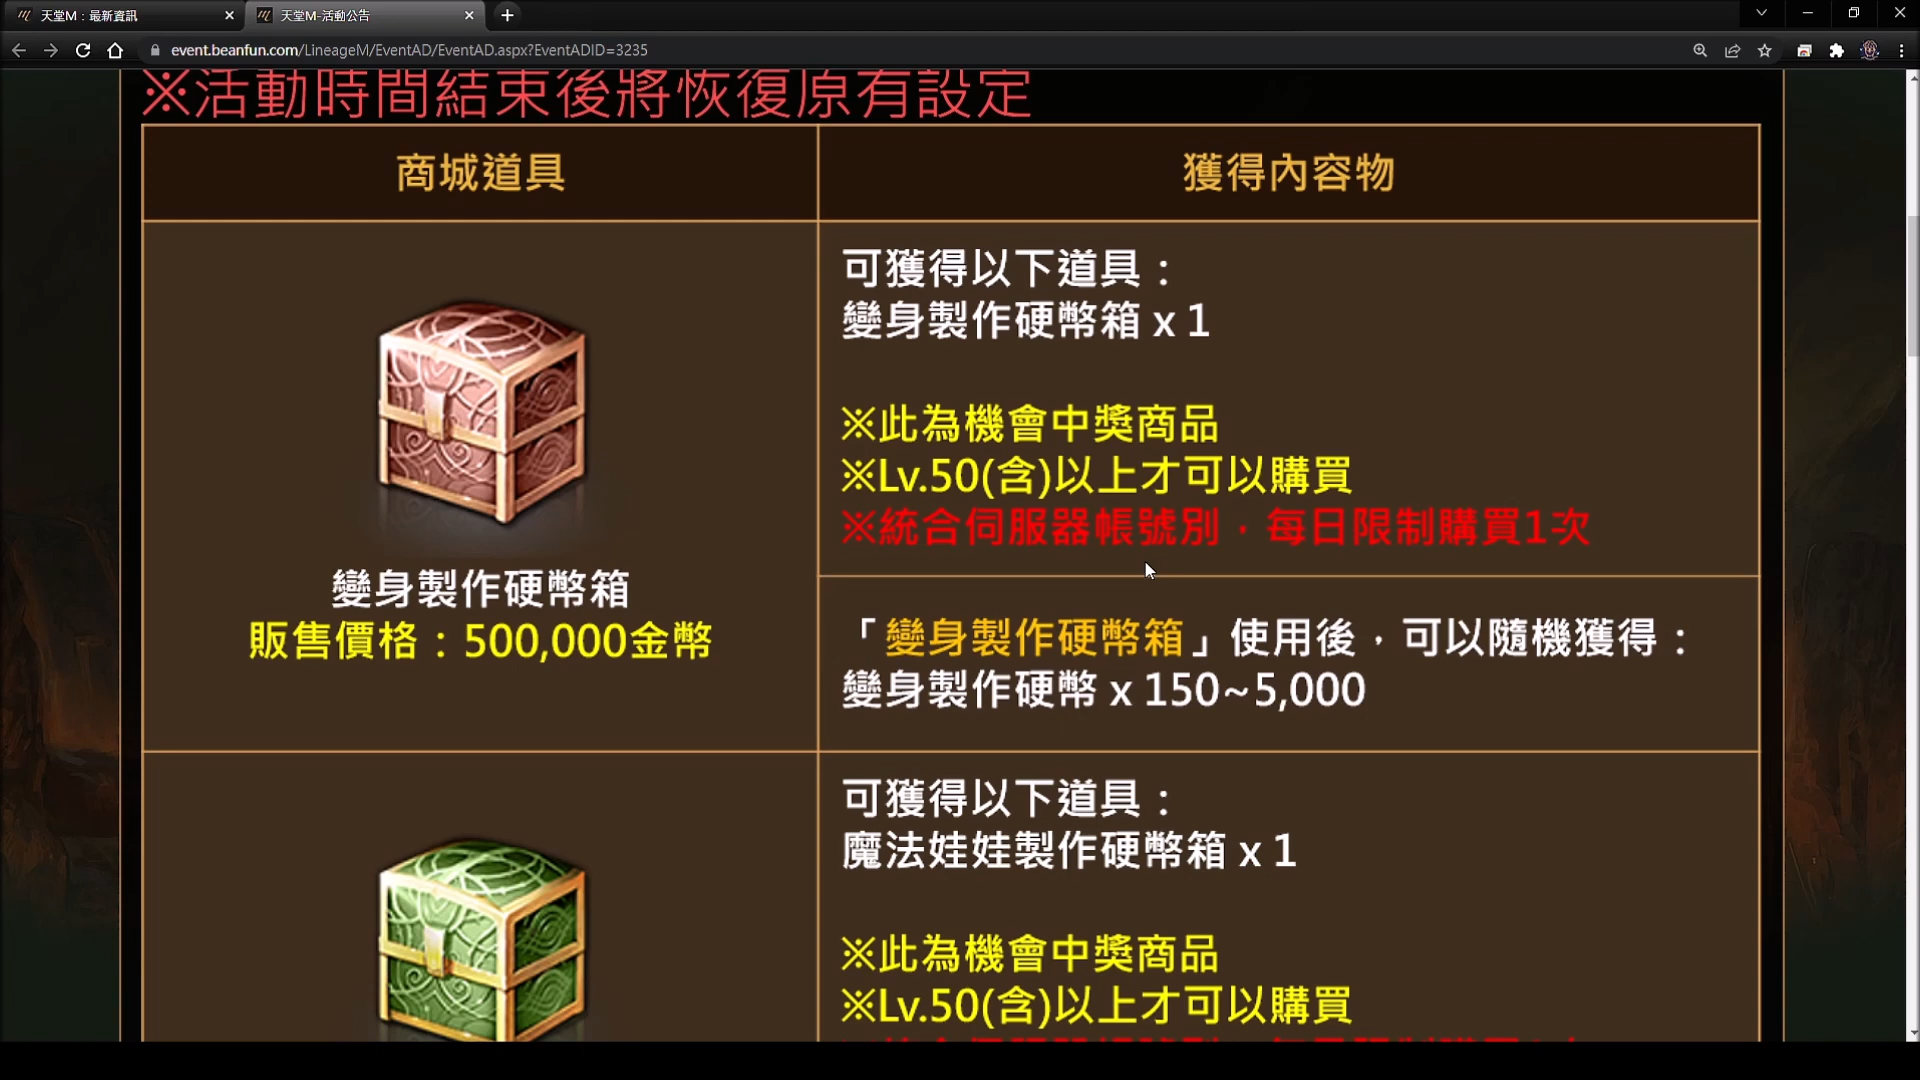 天堂M：最新資訊
天堂M-活動公告
event.beanfun.com/LineageM/EventAD/EventAD.aspx?EventADID=3235
※活動時間結束後將恢復原有設定
商城道具
獲得內容物
變身製作硬幣箱
販售價格：500,000金幣
可獲得以下道具：
變身製作硬幣箱 x 1
※此為機會中獎商品
※Lv.50(含)以上才可以購買
※統合伺服器帳號別，每日限制購買1次
「變身製作硬幣箱」使用後，可以隨機獲得：
變身製作硬幣 x 150~5,000
可獲得以下道具：
魔法娃娃製作硬幣箱 x 1
※此為機會中獎商品
※Lv.50(含)以上才可以購買